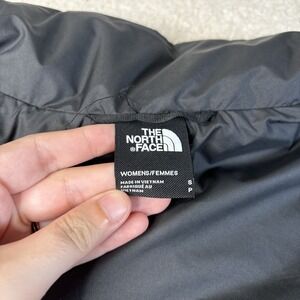 THE
NORTH
FACE
WOMENS/FEMMES
MADE IN VIETNAM S
FABRIQUÉ AU P
VIETNAM